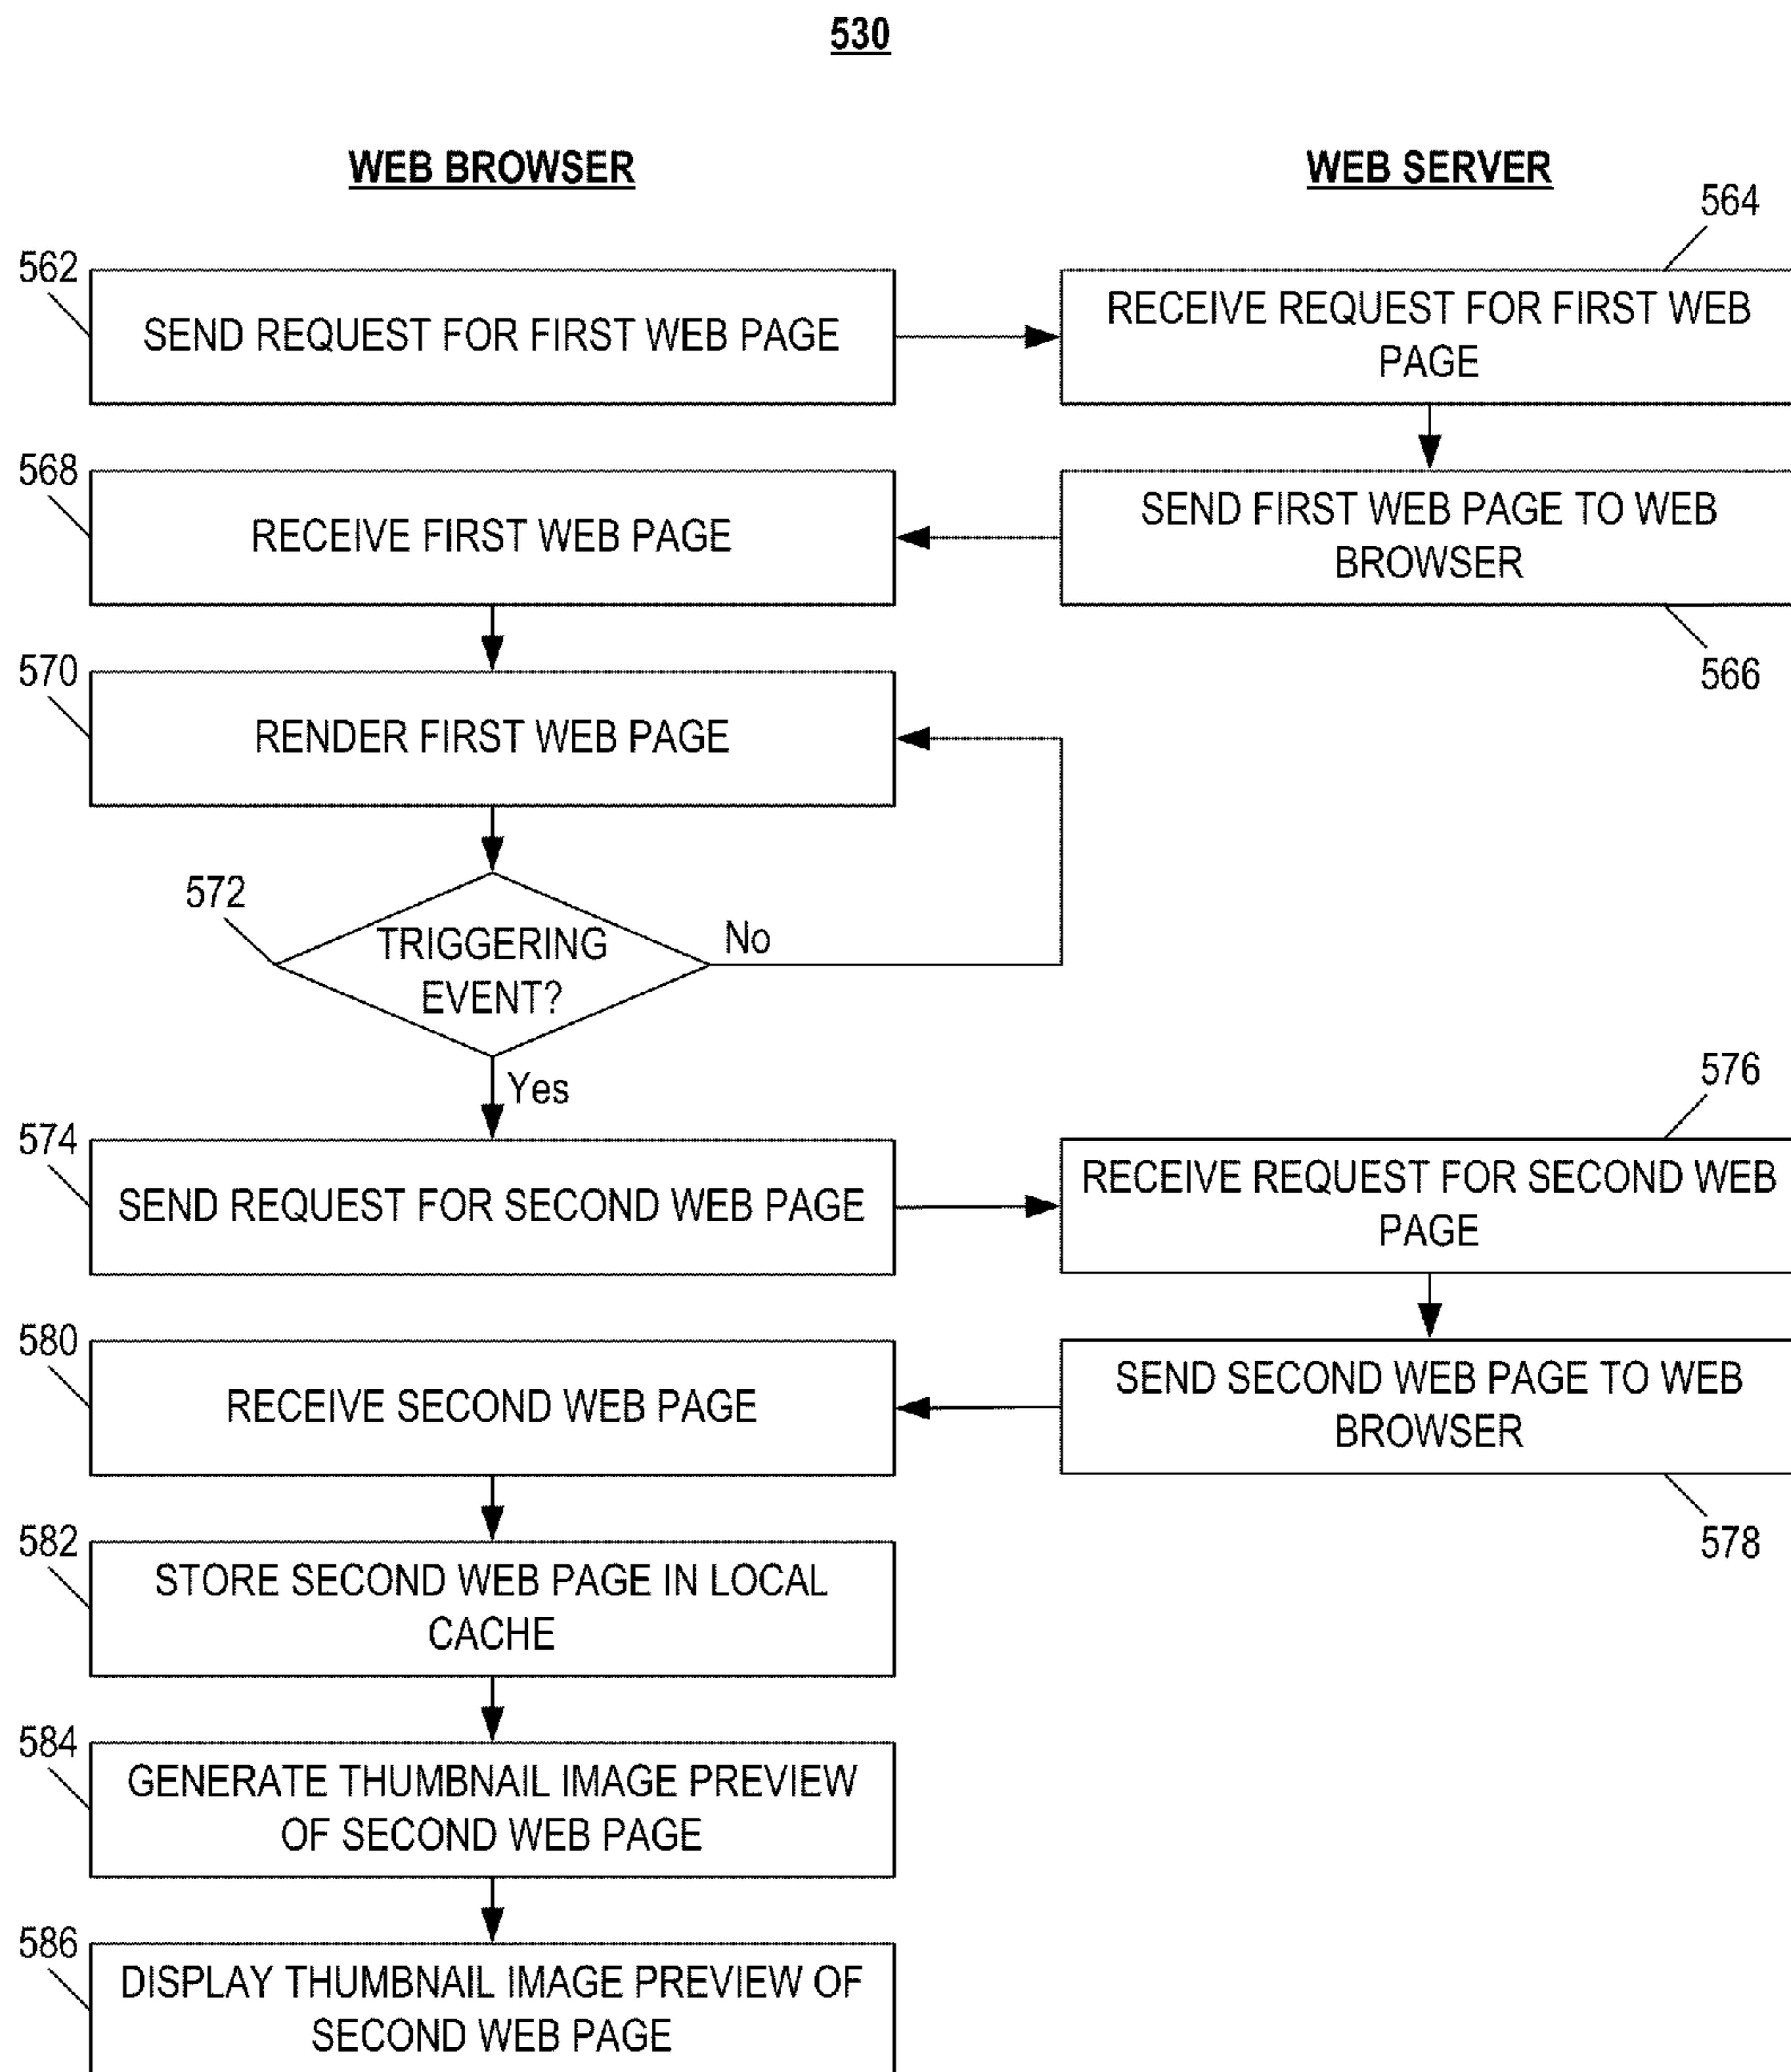 530
WEB BROWSER
WEB SERVER
562
SEND REQUEST FOR FIRST WEB PAGE
564
RECEIVE REQUEST FOR FIRST WEB
PAGE
568
RECEIVE FIRST WEB PAGE
SEND FIRST WEB PAGE TO WEB
BROWSER
566
570
RENDER FIRST WEB PAGE
572
TRIGGERING
EVENT?
No
Yes
574
SEND REQUEST FOR SECOND WEB PAGE
576
RECEIVE REQUEST FOR SECOND WEB
PAGE
580
RECEIVE SECOND WEB PAGE
SEND SECOND WEB PAGE TO WEB
BROWSER
578
582
STORE SECOND WEB PAGE IN LOCAL
CACHE
584
GENERATE THUMBNAIL IMAGE PREVIEW
OF SECOND WEB PAGE
586
DISPLAY THUMBNAIL IMAGE PREVIEW OF
SECOND WEB PAGE